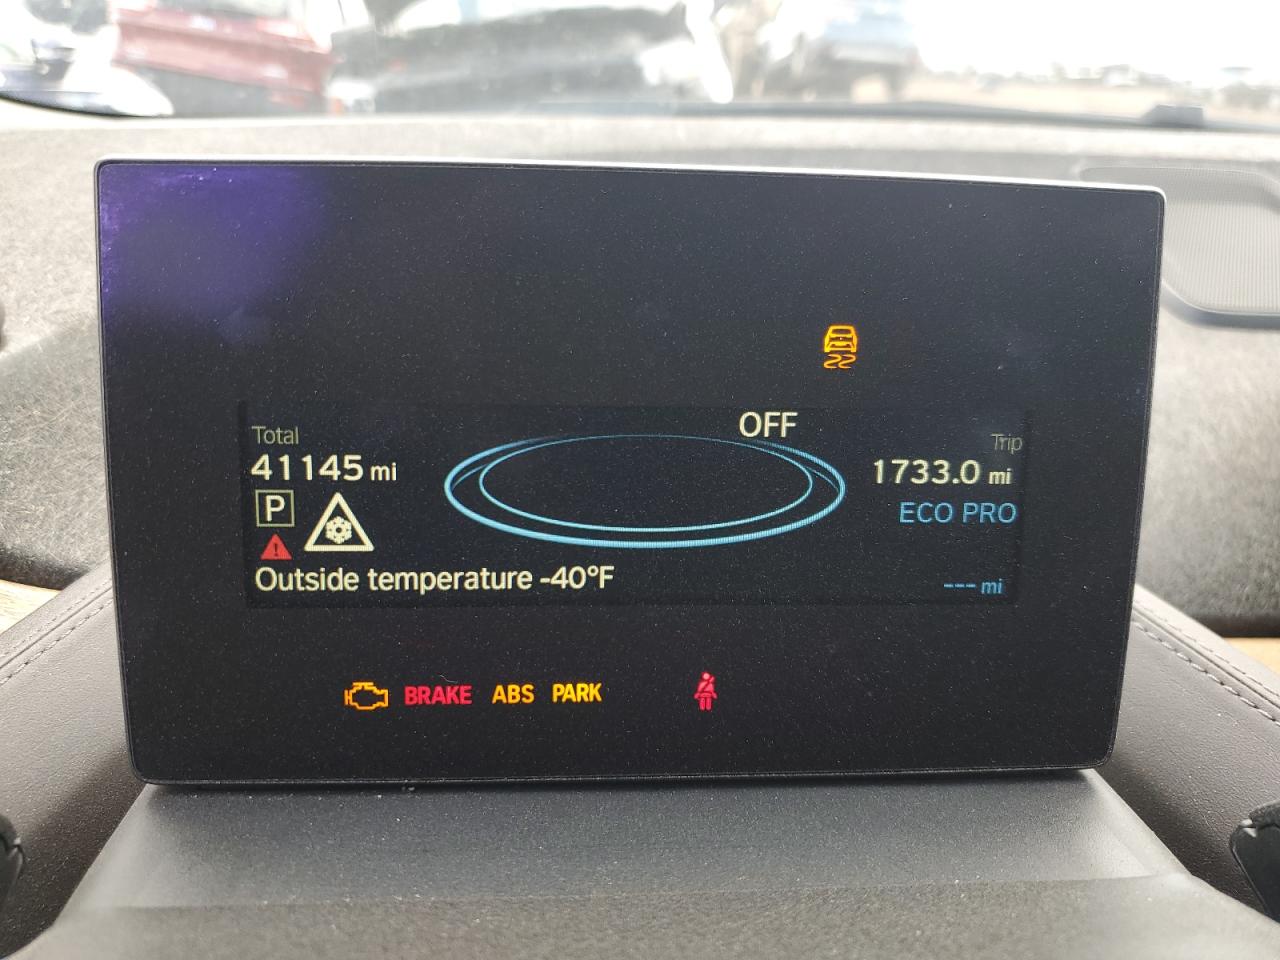 OFF
Total
Trip
41145 mi
1733.0 mi
P
ECO PRO
Outside temperature -40°F
--- mi
BRAKE ABS PARK